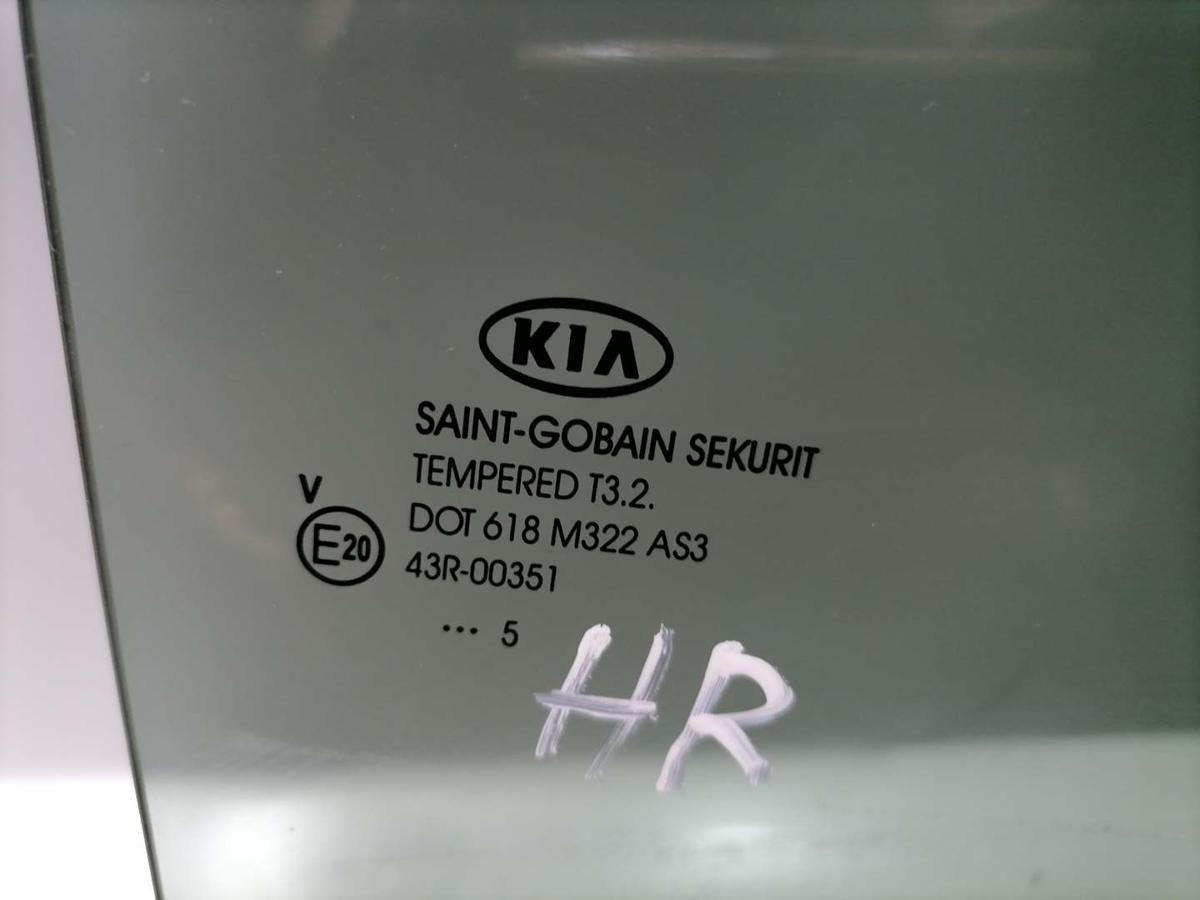 KIA
SAINT-GOBAIN SEKURIT
TEMPERED T3.2.
V
DOT 618 M322 AS3
E20
43R-00351
... 5
HR